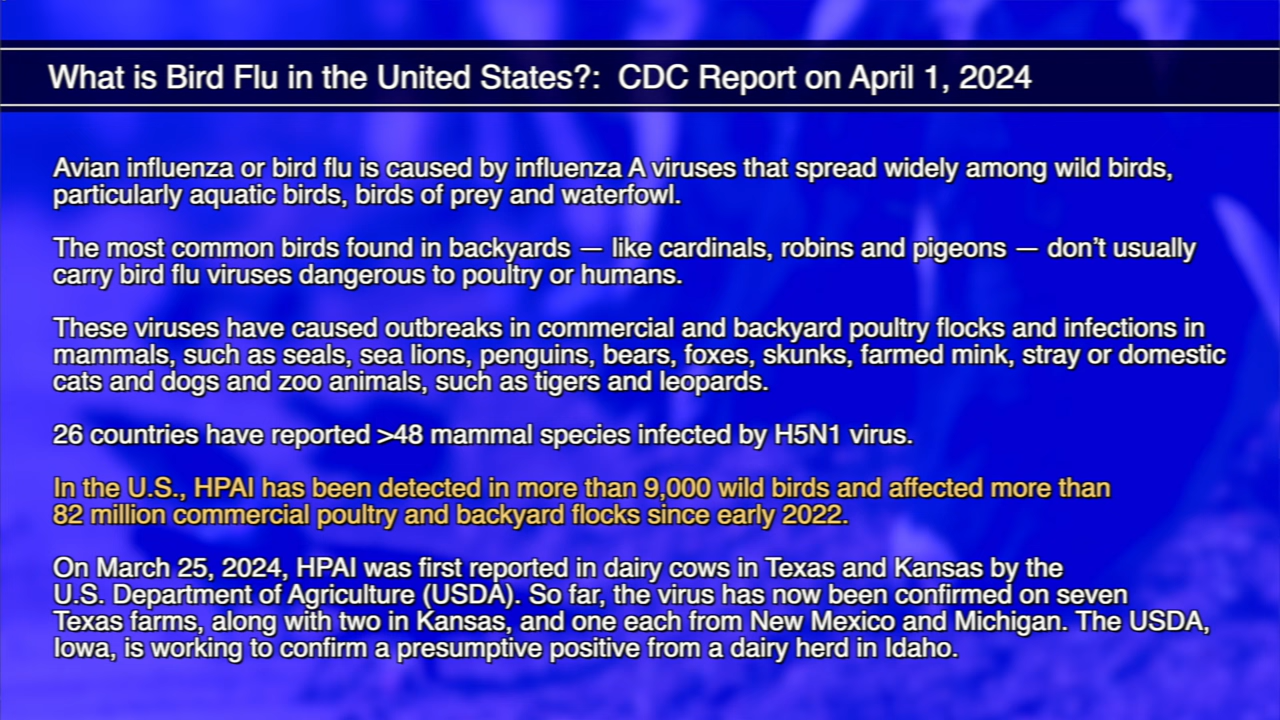 What is Bird Flu in the United States?:  CDC Report on April 1, 2024
Avian influenza or bird flu is caused by influenza A viruses that spread widely among wild birds,
particularly aquatic birds, birds of prey and waterfowl.
The most common birds found in backyards — like cardinals, robins and pigeons — don’t usually
carry bird flu viruses dangerous to poultry or humans.
These viruses have caused outbreaks in commercial and backyard poultry flocks and infections in
mammals, such as seals, sea lions, penguins, bears, foxes, skunks, farmed mink, stray or domestic
cats and dogs and zoo animals, such as tigers and leopards.
26 countries have reported >48 mammal species infected by H5N1 virus.
In the U.S., HPAI has been detected in more than 9,000 wild birds and affected more than
82 million commercial poultry and backyard flocks since early 2022.
On March 25, 2024, HPAI was first reported in dairy cows in Texas and Kansas by the
U.S. Department of Agriculture (USDA). So far, the virus has now been confirmed on seven
Texas farms, along with two in Kansas, and one each from New Mexico and Michigan. The USDA,
Iowa, is working to confirm a presumptive positive from a dairy herd in Idaho.